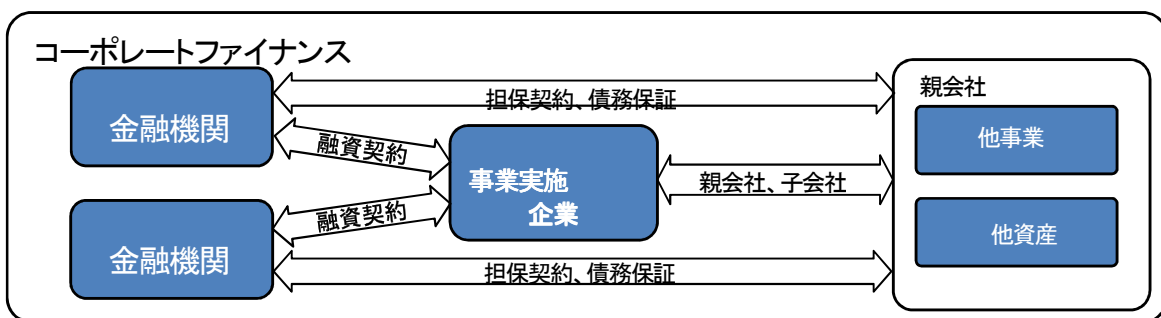 コーポレートファイナンス
金融機関
担保契約、債務保証
親会社
他事業
融資契約
事業実施
企業
親会社、子会社
融資契約
金融機関
他資産
担保契約、債務保証